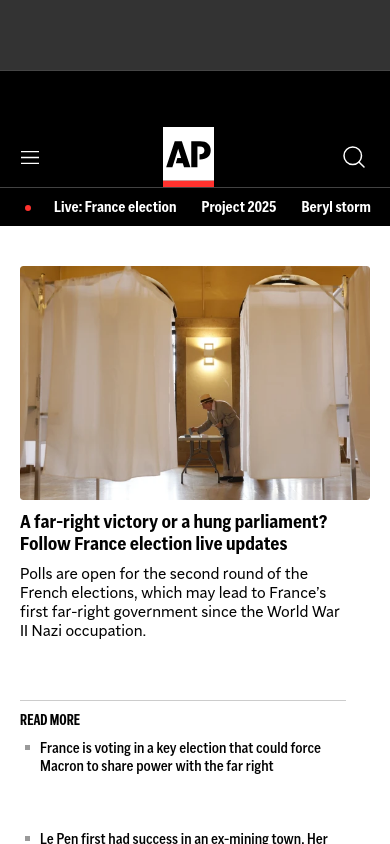 AP
Live: France election Project 2025 Beryl storm
A far-right victory or a hung parliament?
Follow France election live updates
Polls are open for the second round of the
French elections, which may lead to France’s
first far-right government since the World War
II Nazi occupation.
READ MORE
France is voting in a key election that could force
Macron to share power with the far right
Le Pen first had success in an ex-mining town. Her